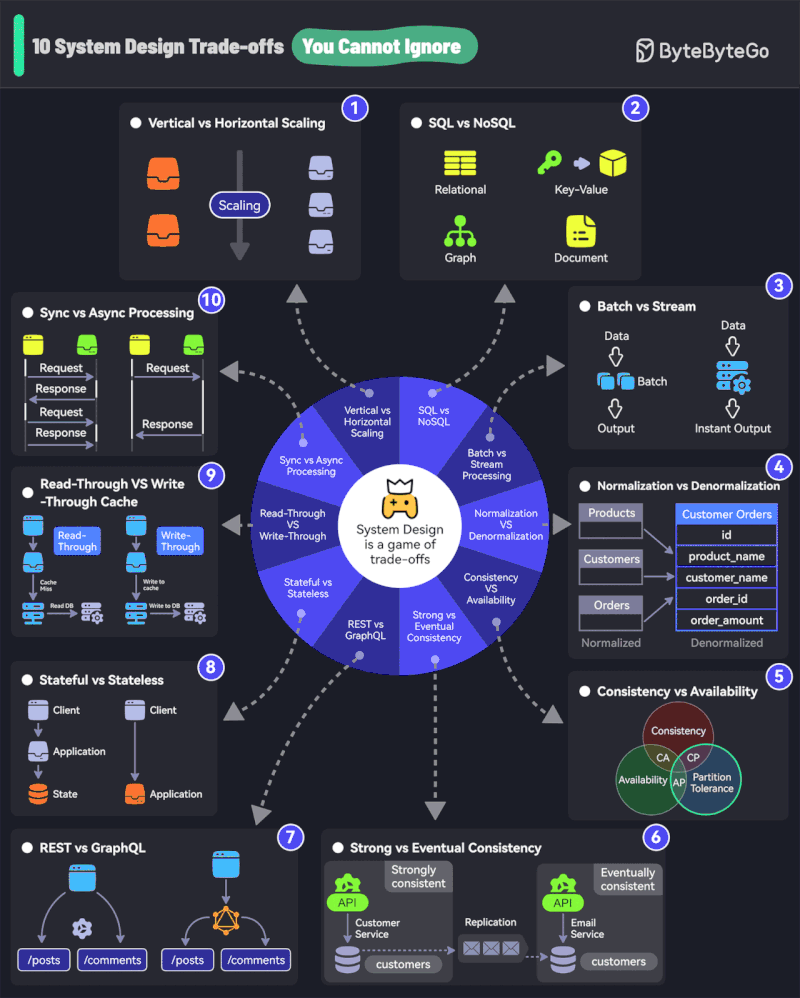 10 System Design Trade-offs You Cannot Ignore
ByteByteGo
1
Vertical vs Horizontal Scaling
Scaling
2
SQL vs NoSQL
Relational
Key-Value
Graph
Document
10
Sync vs Async Processing
Request
Response
Request
Response
Request
Response
3
Batch vs Stream
Data
Batch
Output
Data
Instant Output
Vertical vs
Horizontal
Scaling
SQL vs
NoSQL
Batch vs
Stream
Processing
Normalization
VS
Denormalization
Consistency
VS
Availability
Strong vs
Eventual
Consistency
REST vs
GraphQL
Stateful vs
Stateless
Read-Through
VS
Write-Through
Sync vs Async
Processing
System Design
is a game of
trade-offs
9
Read-Through VS Write
-Through Cache
Read-
Through
Cache
Miss
Read DB
Write-
Through
Write to
cache
Write to DB
4
Normalization vs Denormalization
Products
Customers
Orders
Normalized
Customer Orders
id
product_name
customer_name
order_id
order_amount
Denormalized
8
Stateful vs Stateless
Client
Application
State
Client
Application
5
Consistency vs Availability
Consistency
CA
CP
Availability
AP
Partition
Tolerance
7
REST vs GraphQL
/posts
/comments
/posts
/comments
6
Strong vs Eventual Consistency
Strongly
consistent
API
Customer
Service
customers
Replication
Eventually
consistent
API
Email
Service
customers